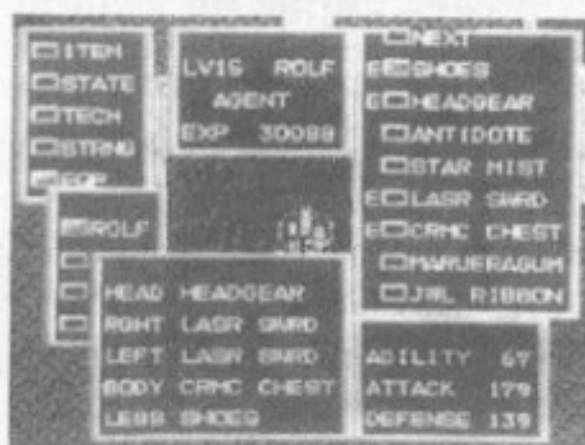 ITEM
STATE
TECH
STRNG
EQP
LV15 ROLF
AGENT
EXP 30088
NEXT
E SHOES
E HEADGEAR
ANTIDOTE
STAR MIST
E LASR SWRD
E CRMC CHEST
MARUERAGUM
JWL RIBBON
ROLF
HEAD HEADGEAR
RGHT LASR SWRD
LEFT LASR SWRD
BODY CRMC CHEST
LEGS SHOES
ABILITY 67
ATTACK 179
DEFENSE 139